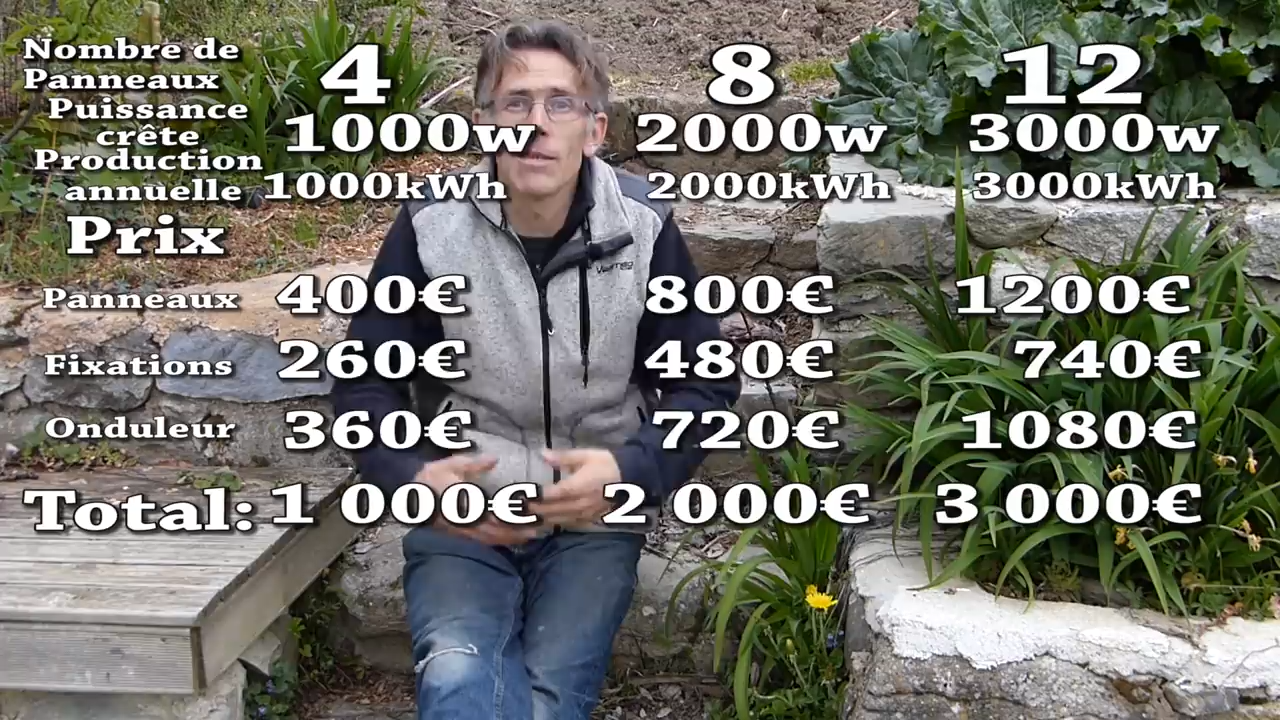 Nombre de Panneaux 4 8 12
Puissance crête 1000w 2000w 3000w
Production annuelle 1000kWh 2000kWh 3000kWh
Prix
Panneaux 400€ 800€ 1200€
Fixations 260€ 480€ 740€
Onduleur 360€ 720€ 1080€
Total: 1 000€ 2 000€ 3 000€